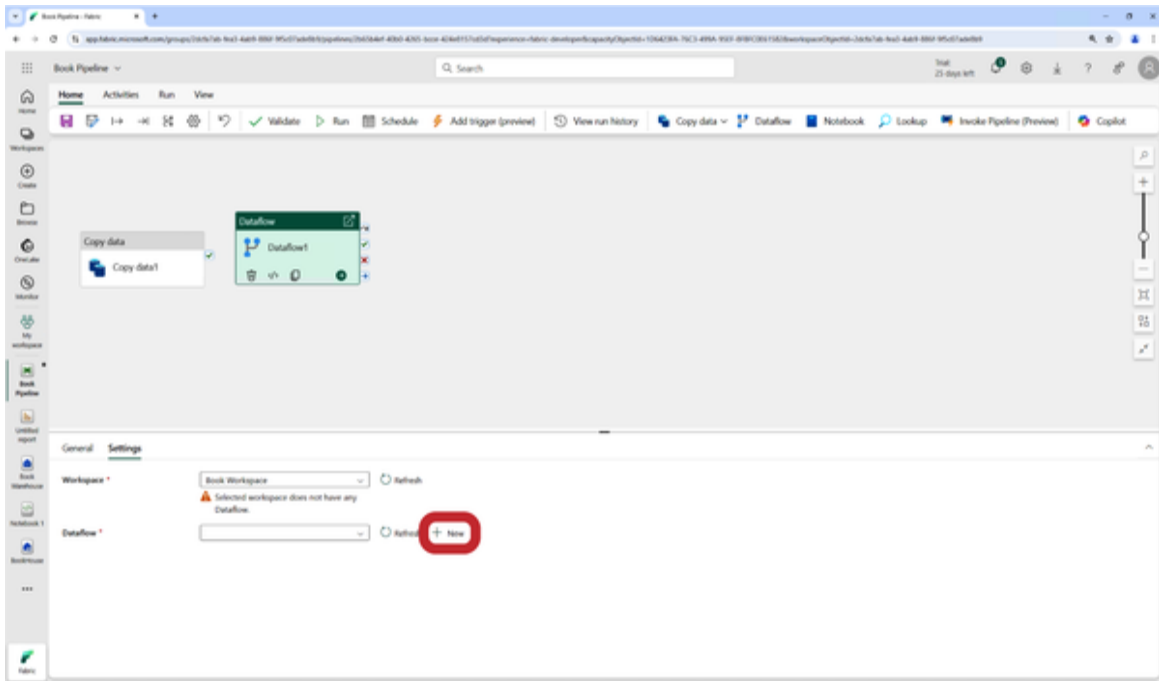 Book Pipeline - Fabric
Book Pipeline
Search
Trial
25 days left
Home Activities Run View
Validate Run Schedule Add trigger (preview) View run history Copy data Dataflow Notebook Lookup Invoke Pipeline (Preview) Copilot
Home
Workspaces
Create
Browse
OneLake
Monitor
My
workspace
Book
Pipeline
Untitled
report
Book
Warehouse
Notebook 1
BookHouse
Fabric
Copy data
Copy data1
Dataflow
Dataflow1
General Settings
Workspace * Book Workspace Refresh
Selected workspace does not have any
Dataflow.
Dataflow * Refresh + New